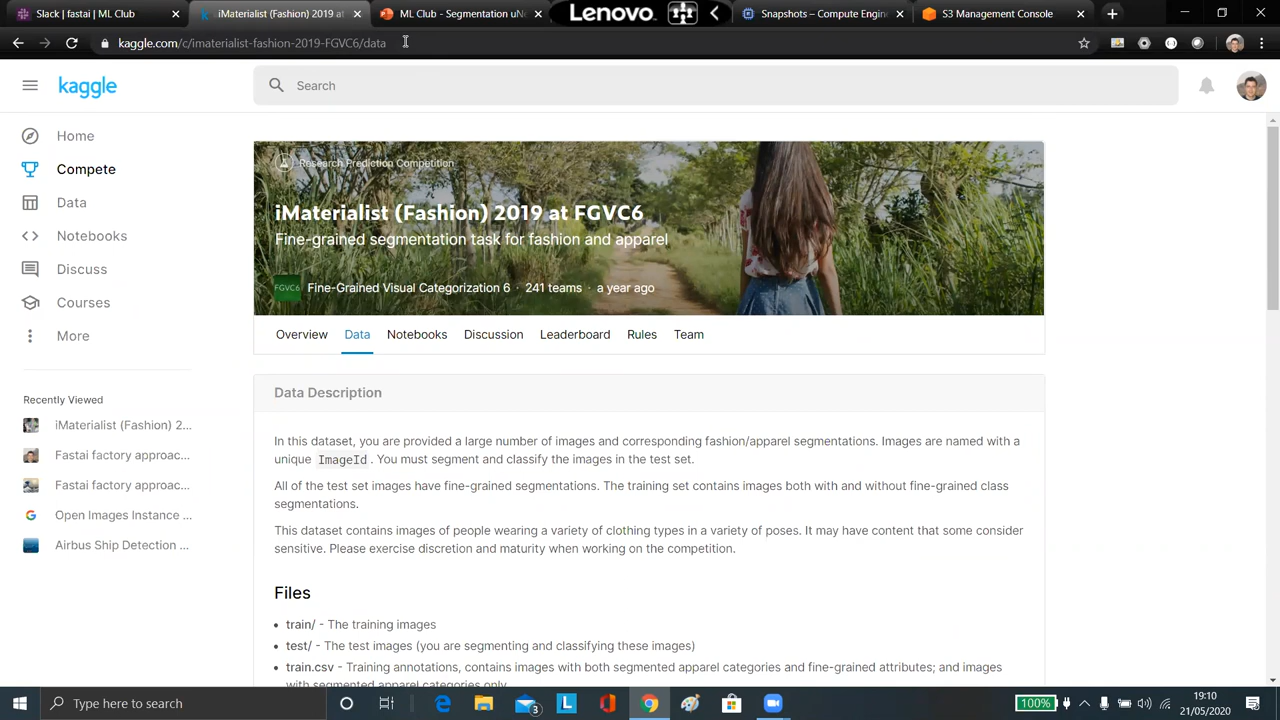 Slack | fastai | ML Club
iMaterialist (Fashion) 2019 at
ML Club - Segmentation uNe
Lenovo
Snapshots – Compute Engine
S3 Management Console
kaggle.com/c/imaterialist-fashion-2019-FGVC6/data
kaggle
Search
Home
Compete
Data
Notebooks
Discuss
Courses
More
Recently Viewed
iMaterialist (Fashion) 2...
Fastai factory approac...
Fastai factory approac...
Open Images Instance ...
Airbus Ship Detection ...
Research Prediction Competition
iMaterialist (Fashion) 2019 at FGVC6
Fine-grained segmentation task for fashion and apparel
FGVC6
Fine-Grained Visual Categorization 6 · 241 teams · a year ago
Overview Data Notebooks Discussion Leaderboard Rules Team
Data Description
In this dataset, you are provided a large number of images and corresponding fashion/apparel segmentations. Images are named with a
unique ImageId. You must segment and classify the images in the test set.
All of the test set images have fine-grained segmentations. The training set contains images both with and without fine-grained class
segmentations.
This dataset contains images of people wearing a variety of clothing types in a variety of poses. It may have content that some consider
sensitive. Please exercise discretion and maturity when working on the competition.
Files
• train/ - The training images
• test/ - The test images (you are segmenting and classifying these images)
• train.csv - Training annotations, contains images with both segmented apparel categories and fine-grained attributes; and images
with segmented apparel categories only
Type here to search
3
L
100%
19:10
21/05/2020